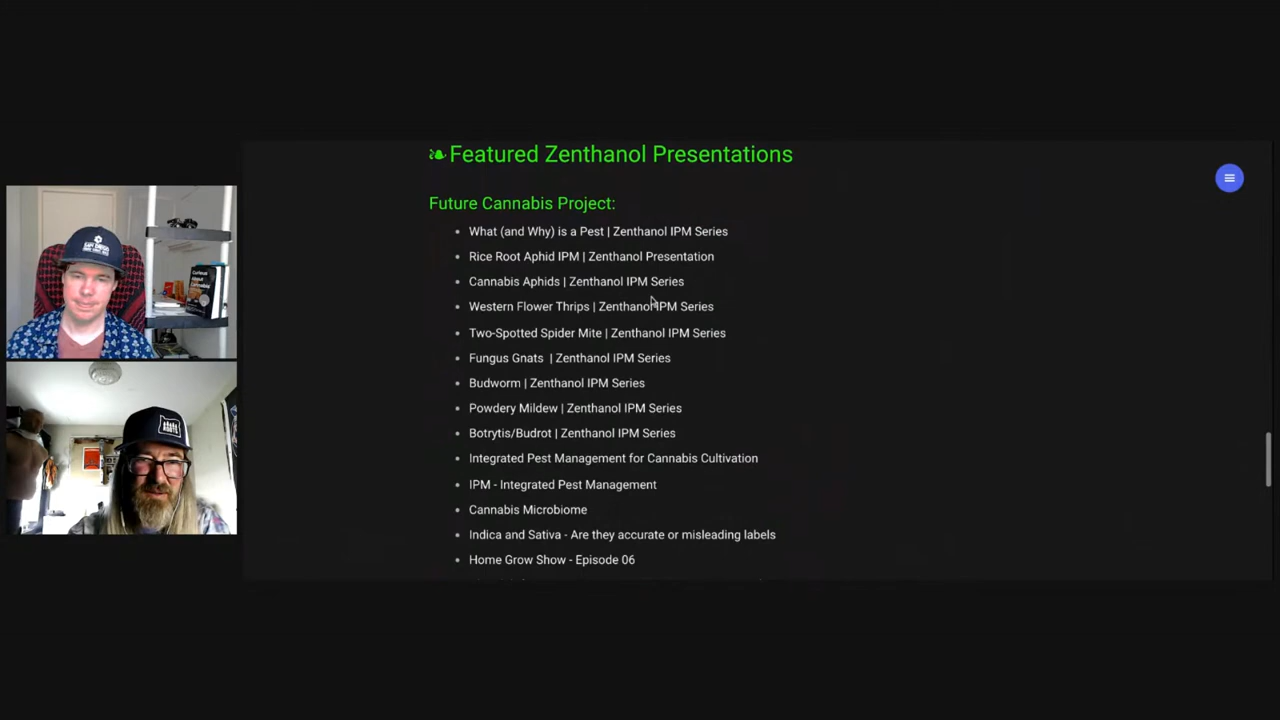 ❧Featured Zenthanol Presentations
Future Cannabis Project:
What (and Why) is a Pest | Zenthanol IPM Series
Rice Root Aphid IPM | Zenthanol Presentation
Cannabis Aphids | Zenthanol IPM Series
Western Flower Thrips | Zenthanol IPM Series
Two-Spotted Spider Mite | Zenthanol IPM Series
Fungus Gnats | Zenthanol IPM Series
Budworm | Zenthanol IPM Series
Powdery Mildew | Zenthanol IPM Series
Botrytis/Budrot | Zenthanol IPM Series
Integrated Pest Management for Cannabis Cultivation
IPM - Integrated Pest Management
Cannabis Microbiome
Indica and Sativa - Are they accurate or misleading labels
Home Grow Show - Episode 06
Curious
About
Cannabis